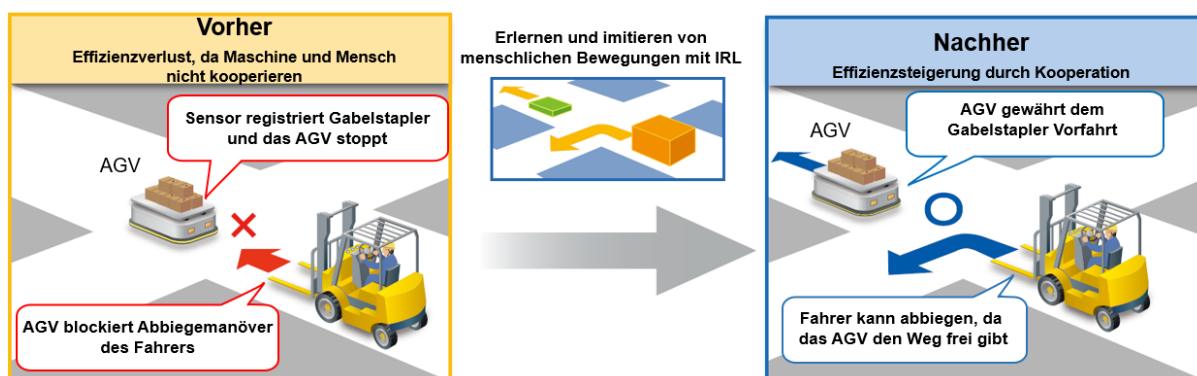 Vorher
Effizienzverlust, da Maschine und Mensch
nicht kooperieren
Sensor registriert Gabelstapler
und das AGV stoppt
AGV
AGV blockiert Abbiegemanöver
des Fahrers
Erlernen und imitieren von
menschlichen Bewegungen mit IRL
Nachher
Effizienzsteigerung durch Kooperation
AGV gewährt dem
Gabelstapler Vorfahrt
AGV
Fahrer kann abbiegen, da
das AGV den Weg frei gibt